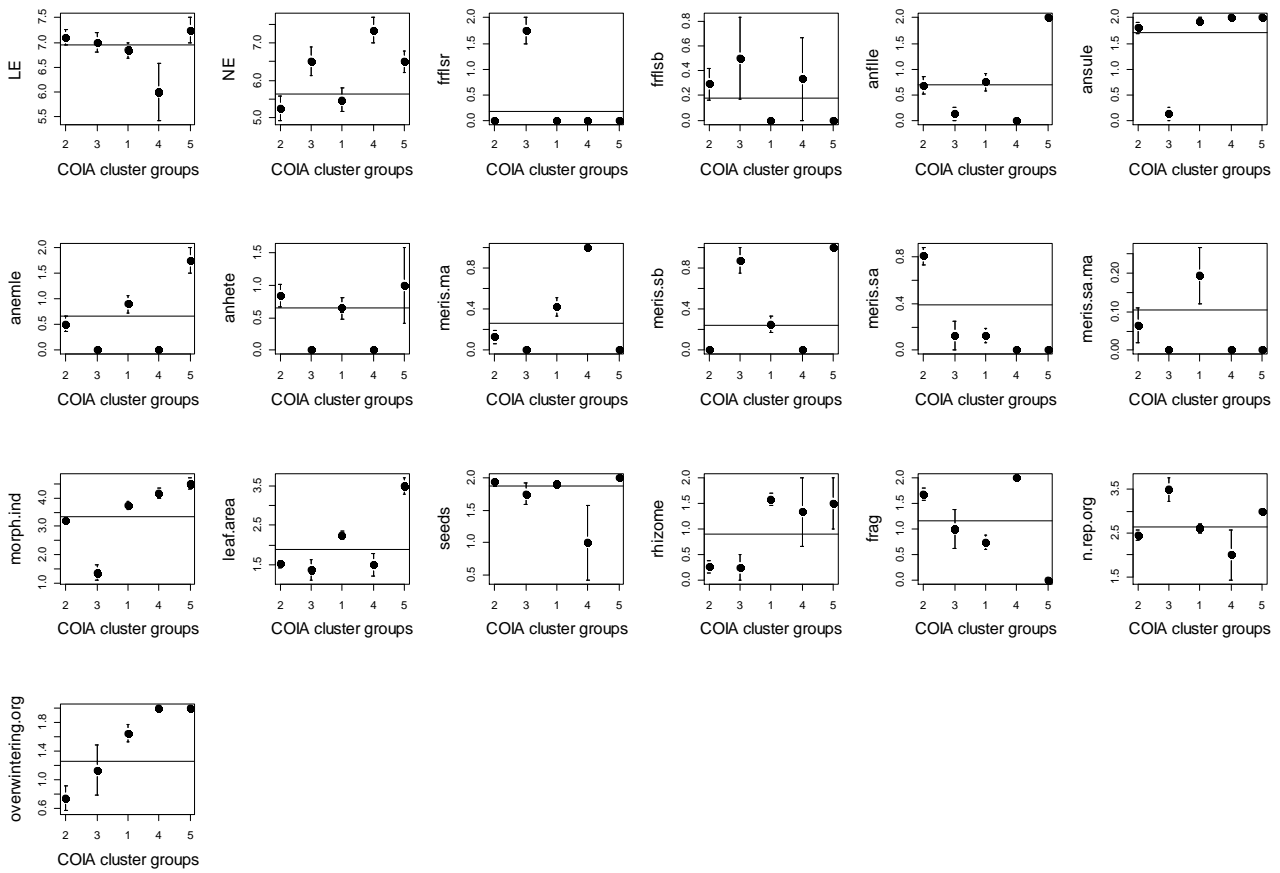 LE
5.5 6.0 6.5 7.0 7.5
2 3 1 4 5
COIA cluster groups
NE
5.0 6.0 7.0
2 3 1 4 5
COIA cluster groups
frflsr
0.0 0.5 1.0 1.5 2.0
2 3 1 4 5
COIA cluster groups
frflsb
0.0 0.2 0.4 0.6 0.8
2 3 1 4 5
COIA cluster groups
anflle
0.0 0.5 1.0 1.5 2.0
2 3 1 4 5
COIA cluster groups
ansule
0.0 0.5 1.0 1.5 2.0
2 3 1 4 5
COIA cluster groups
anemle
0.0 0.5 1.0 1.5 2.0
2 3 1 4 5
COIA cluster groups
anhete
0.0 0.5 1.0 1.5
2 3 1 4 5
COIA cluster groups
meris.ma
0.0 0.4 0.8
2 3 1 4 5
COIA cluster groups
meris.sb
0.0 0.4 0.8
2 3 1 4 5
COIA cluster groups
meris.sa
0.0 0.4 0.8
2 3 1 4 5
COIA cluster groups
meris.sa.ma
0.00 0.10 0.20
2 3 1 4 5
COIA cluster groups
morph.ind
1.0 2.0 3.0 4.0
2 3 1 4 5
COIA cluster groups
leaf.area
1.5 2.5 3.5
2 3 1 4 5
COIA cluster groups
seeds
0.5 1.0 1.5 2.0
2 3 1 4 5
COIA cluster groups
rhizome
0.0 0.5 1.0 1.5 2.0
2 3 1 4 5
COIA cluster groups
frag
0.0 0.5 1.0 1.5 2.0
2 3 1 4 5
COIA cluster groups
n.rep.org
1.5 2.5 3.5
2 3 1 4 5
COIA cluster groups
overwintering.org
0.6 1.0 1.4 1.8
2 3 1 4 5
COIA cluster groups